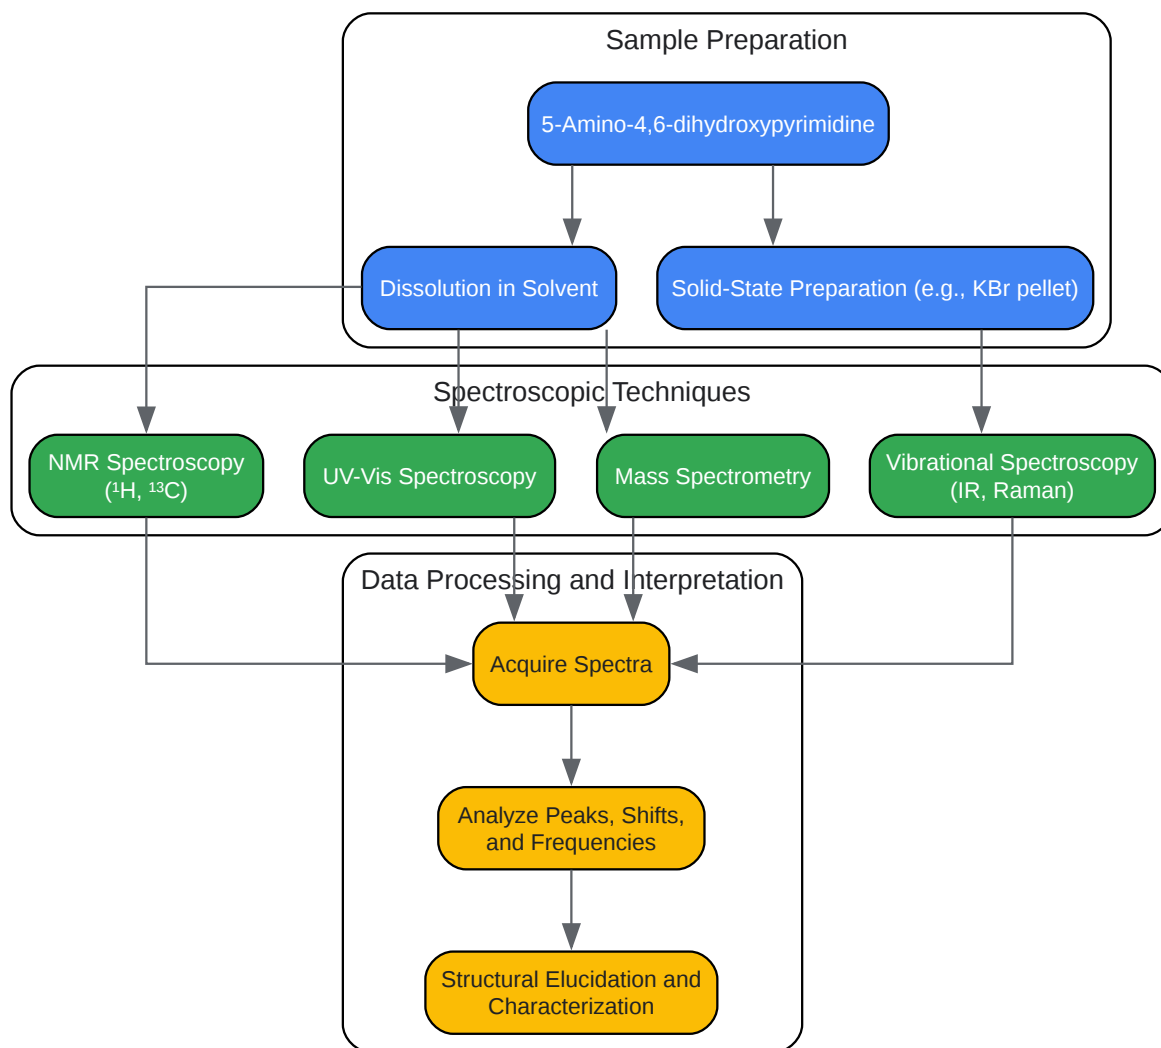 Sample Preparation
5-Amino-4,6-dihydroxypyrimidine
Dissolution in Solvent
Solid-State Preparation (e.g., KBr pellet)
Spectroscopic Techniques
NMR Spectroscopy
(¹H, ¹³C)
UV-Vis Spectroscopy
Mass Spectrometry
Vibrational Spectroscopy
(IR, Raman)
Data Processing and Interpretation
Acquire Spectra
Analyze Peaks, Shifts,
and Frequencies
Structural Elucidation and
Characterization